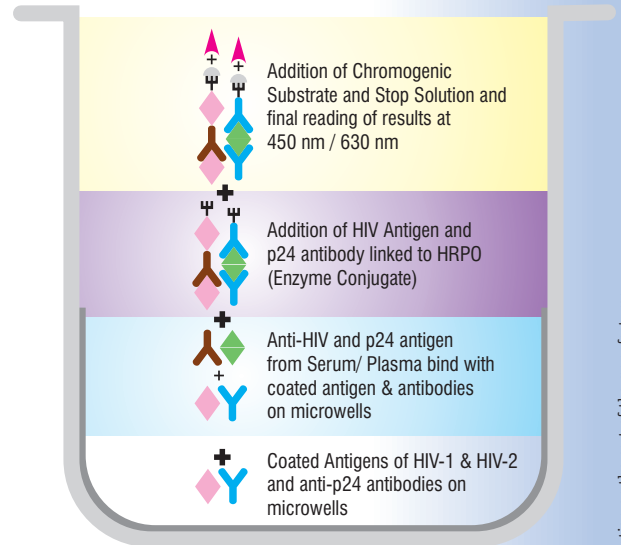 Addition of Chromogenic
Substrate and Stop Solution and
final reading of results at
450 nm / 630 nm
Addition of HIV Antigen and
p24 antibody linked to HRPO
(Enzyme Conjugate)
Anti-HIV and p24 antigen
from Serum/ Plasma bind with
coated antigen & antibodies
on microwells
Coated Antigens of HIV-1 & HIV-2
and anti-p24 antibodies on
microwells